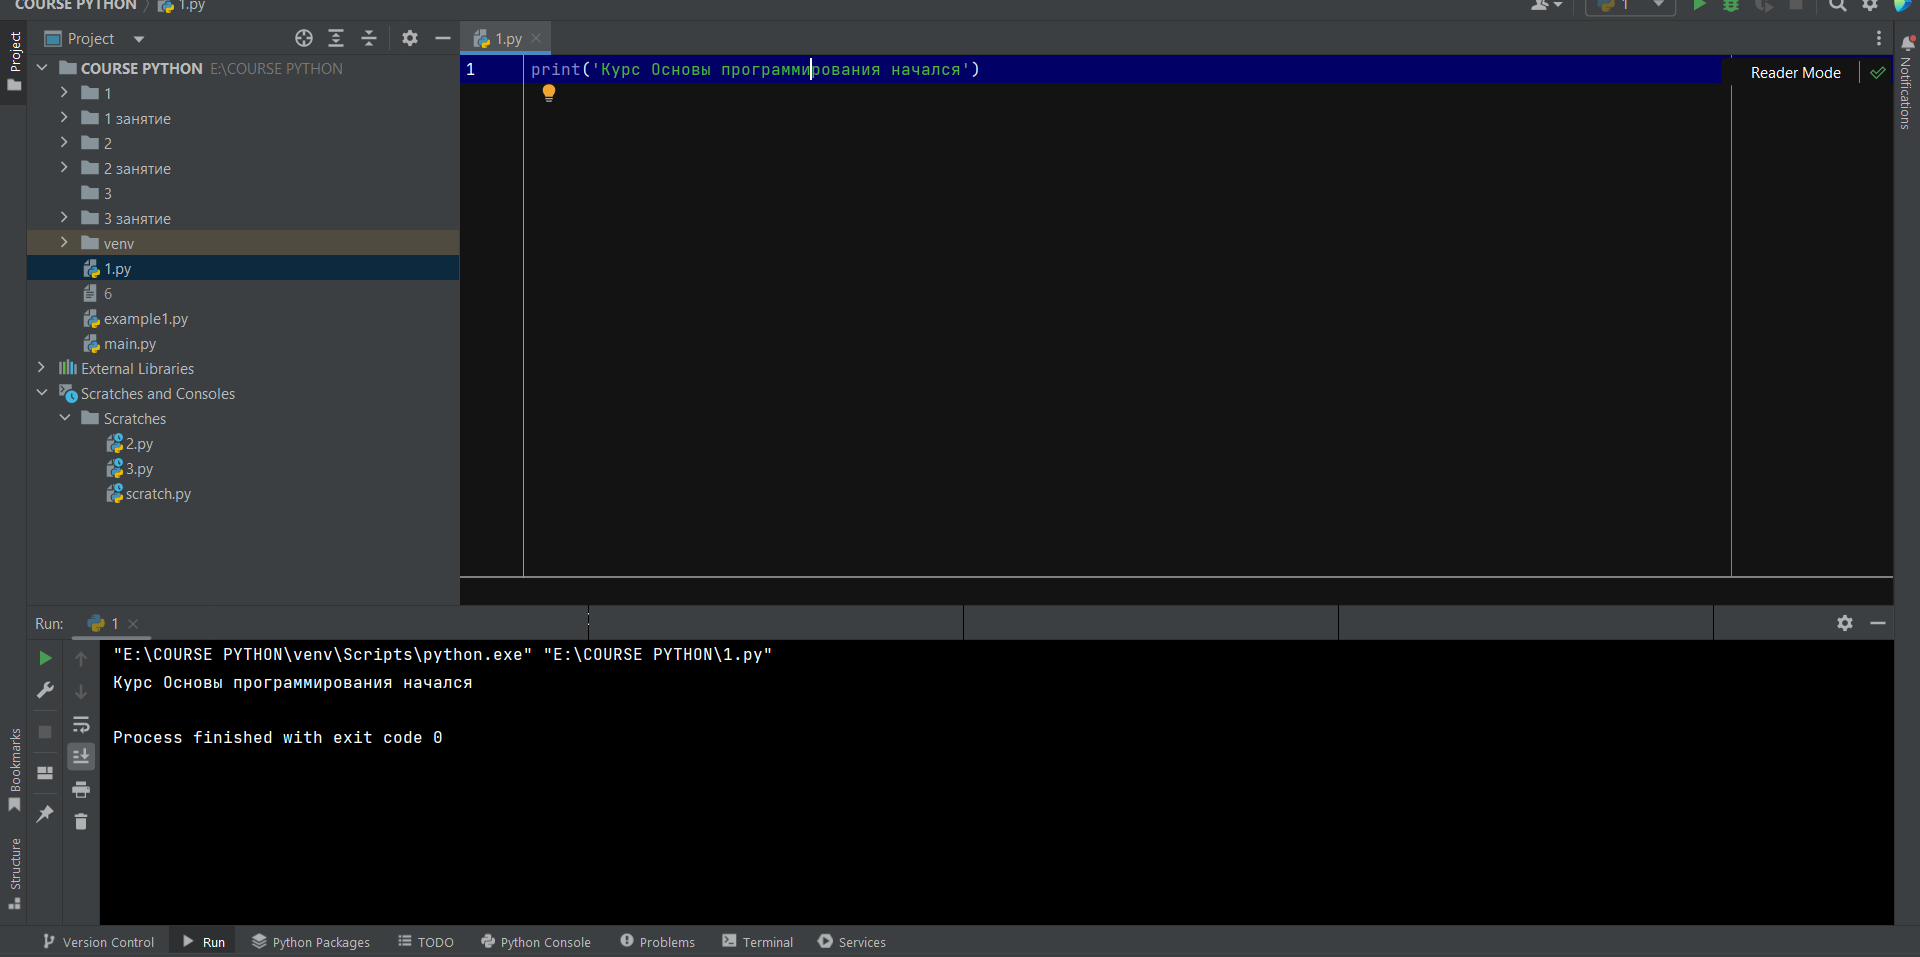 COURSE PYTHON 1.py
1
Project
Project
1.py
COURSE PYTHON E:\COURSE PYTHON
1
1 занятие
2
2 занятие
3
3 занятие
venv
1.py
6
example1.py
main.py
External Libraries
Scratches and Consoles
Scratches
2.py
3.py
scratch.py
1 print('Курс Основы программирования начался')
Reader Mode
Notifications
Run: 1
"E:\COURSE PYTHON\venv\Scripts\python.exe" "E:\COURSE PYTHON\1.py"
Курс Основы программирования начался
Process finished with exit code 0
Bookmarks
Structure
Version Control Run Python Packages TODO Python Console Problems Terminal Services